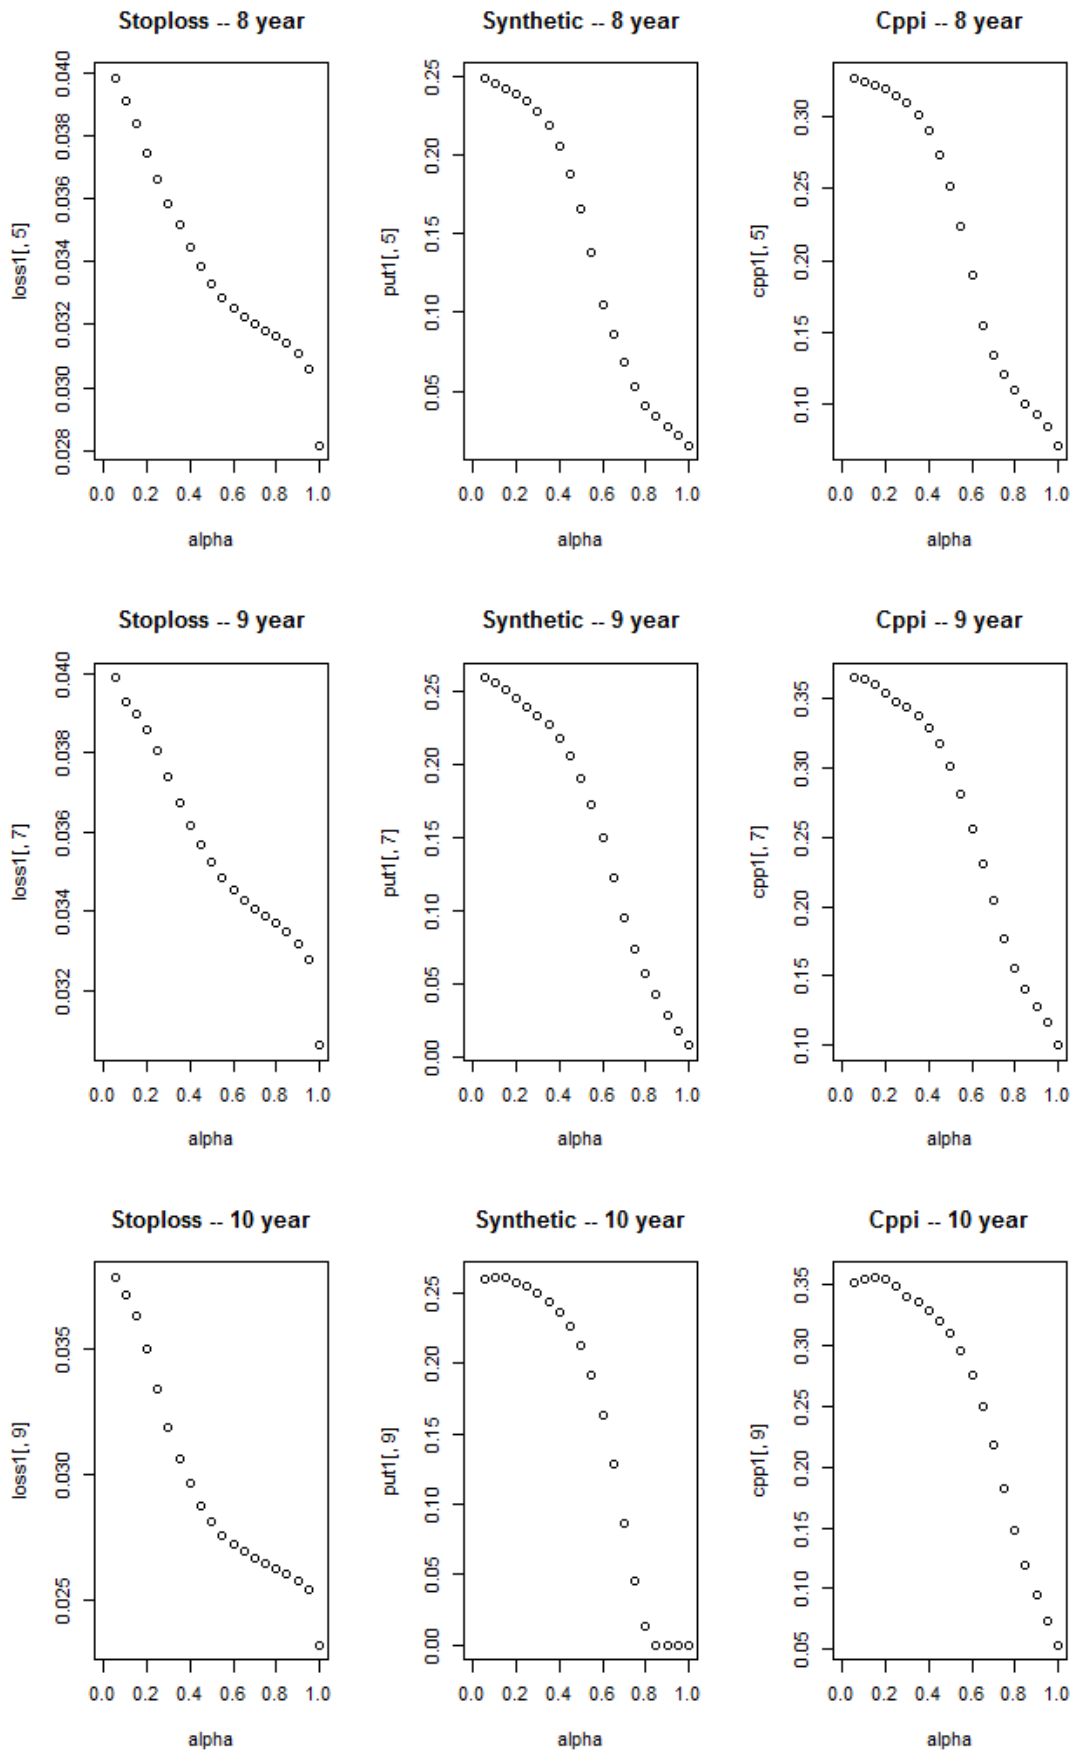 Stoploss -- 8 year
loss1[, 5]
0.028 0.030 0.032 0.034 0.036 0.038 0.040
0.0 0.2 0.4 0.6 0.8 1.0
alpha
Synthetic -- 8 year
put1[, 5]
0.05 0.10 0.15 0.20 0.25
0.0 0.2 0.4 0.6 0.8 1.0
alpha
Cppi -- 8 year
cpp1[, 5]
0.10 0.15 0.20 0.25 0.30
0.0 0.2 0.4 0.6 0.8 1.0
alpha
Stoploss -- 9 year
loss1[, 7]
0.032 0.034 0.036 0.038 0.040
0.0 0.2 0.4 0.6 0.8 1.0
alpha
Synthetic -- 9 year
put1[, 7]
0.00 0.05 0.10 0.15 0.20 0.25
0.0 0.2 0.4 0.6 0.8 1.0
alpha
Cppi -- 9 year
cpp1[, 7]
0.10 0.15 0.20 0.25 0.30 0.35
0.0 0.2 0.4 0.6 0.8 1.0
alpha
Stoploss -- 10 year
loss1[, 9]
0.025 0.030 0.035
0.0 0.2 0.4 0.6 0.8 1.0
alpha
Synthetic -- 10 year
put1[, 9]
0.00 0.05 0.10 0.15 0.20 0.25
0.0 0.2 0.4 0.6 0.8 1.0
alpha
Cppi -- 10 year
cpp1[, 9]
0.05 0.10 0.15 0.20 0.25 0.30 0.35
0.0 0.2 0.4 0.6 0.8 1.0
alpha